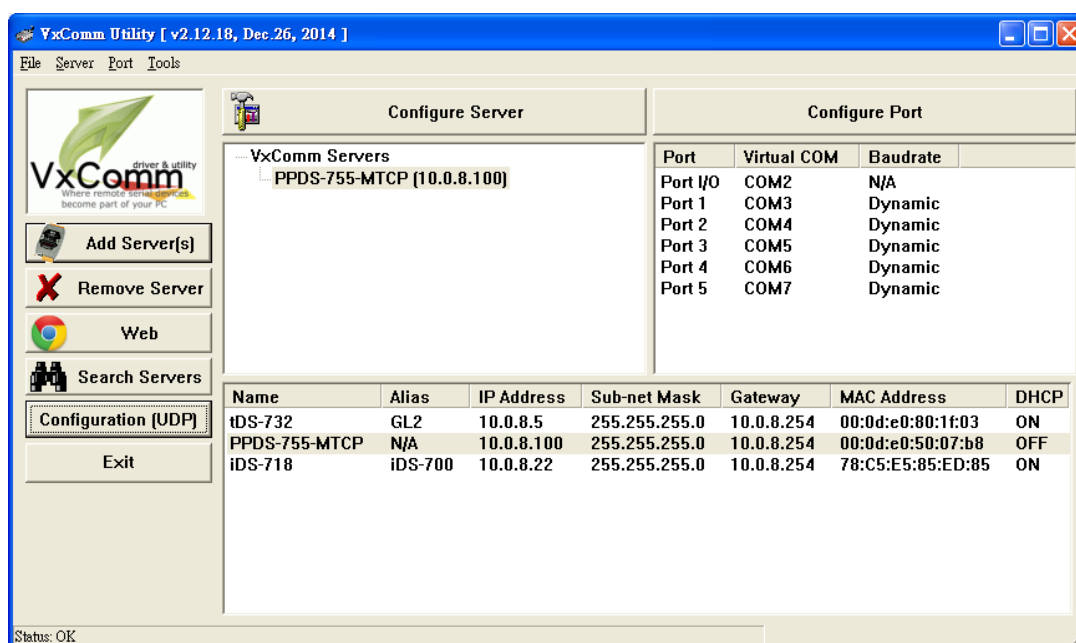 VxComm Utility [ v2.12.18, Dec.26, 2014 ]
File Server Port Tools
driver & utility
VxComm
Where remote serial devices
become part of your PC
Add Server(s)
Remove Server
Web
Search Servers
Configuration (UDP)
Exit
Configure Server
VxComm Servers
PPDS-755-MTCP (10.0.8.100)
Configure Port
Port Virtual COM Baudrate
Port I/O COM2 N/A
Port 1 COM3 Dynamic
Port 2 COM4 Dynamic
Port 3 COM5 Dynamic
Port 4 COM6 Dynamic
Port 5 COM7 Dynamic
Name Alias IP Address Sub-net Mask Gateway MAC Address DHCP
tDS-732 GL2 10.0.8.5 255.255.255.0 10.0.8.254 00:0d:e0:80:1f:03 ON
PPDS-755-MTCP N/A 10.0.8.100 255.255.255.0 10.0.8.254 00:0d:e0:50:07:b8 OFF
iDS-718 iDS-700 10.0.8.22 255.255.255.0 10.0.8.254 78:C5:E5:85:ED:85 ON
Status: OK